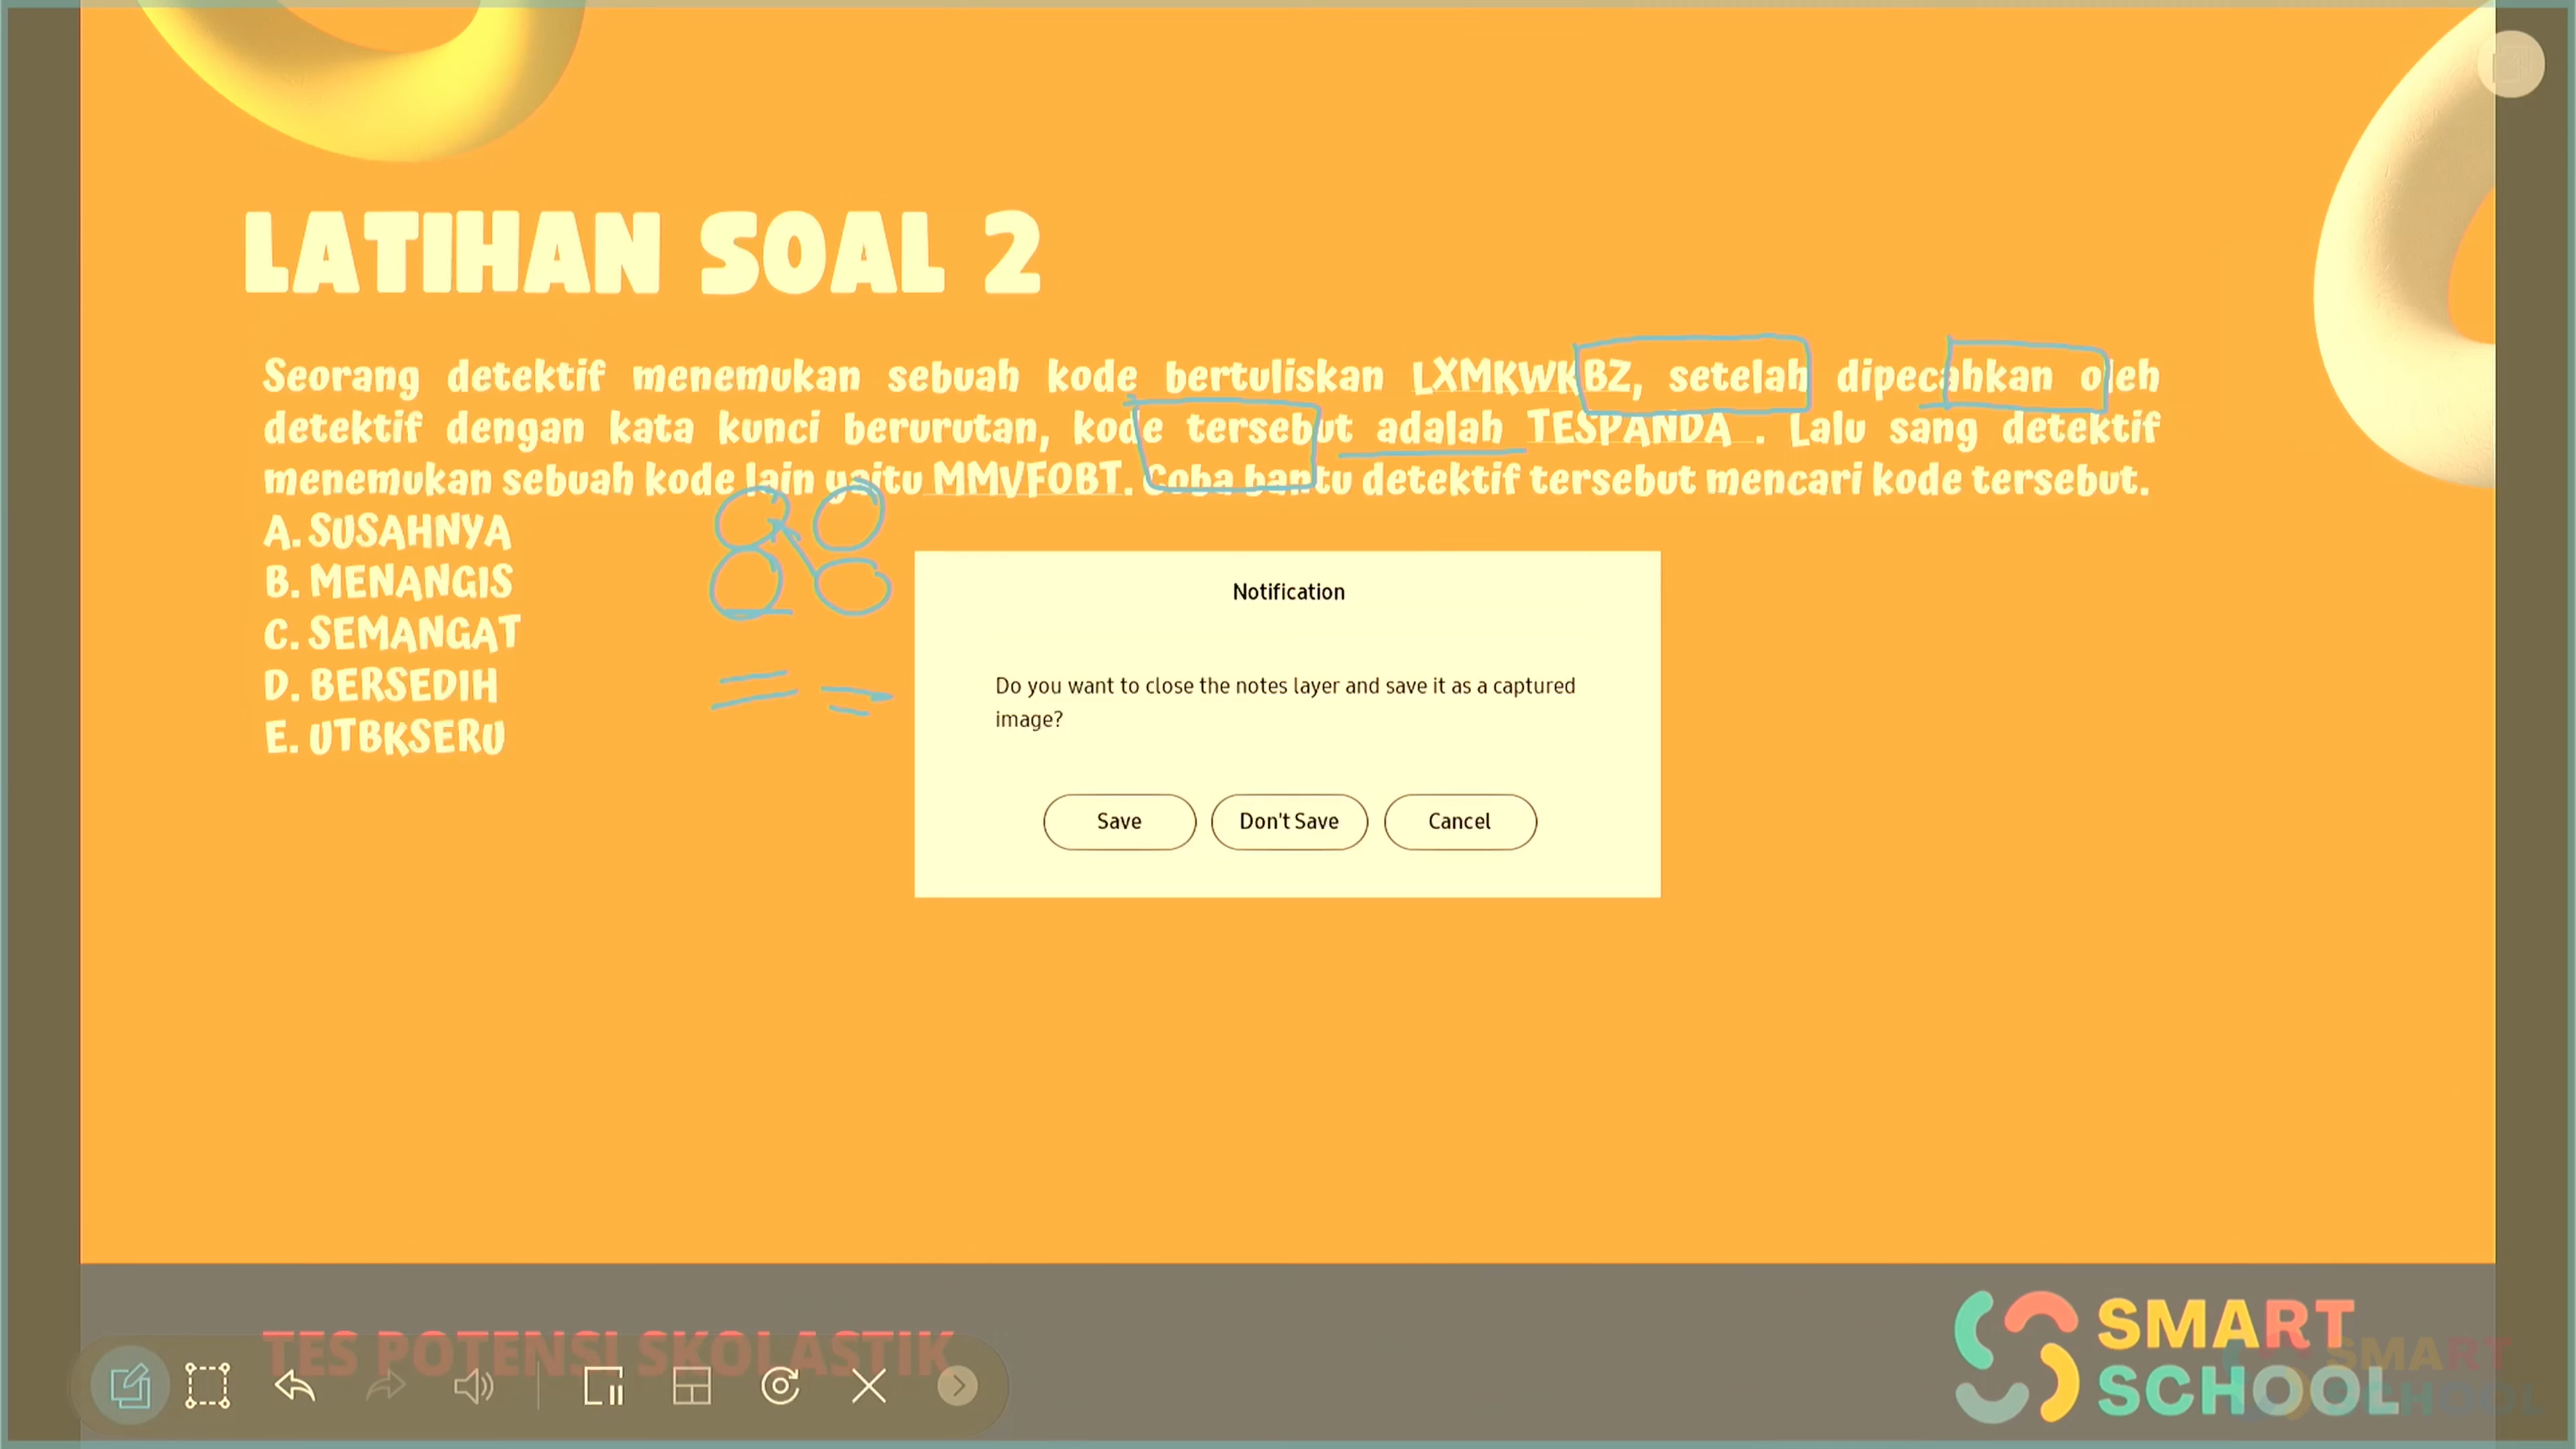 LATIHAN SOAL 2
Seorang detektif menemukan sebuah kode bertuliskan LXMKWKBZ, setelah dipecahkan oleh
detektif dengan kata kunci berurutan, kode tersebut adalah TESPANDA . Lalu sang detektif
menemukan sebuah kode lain yaitu MMVFOBT. Coba bantu detektif tersebut mencari kode tersebut.
A. SUSAHNYA
B. MENANGIS
C. SEMANGAT
D. BERSEDIH
E. UTBKSERU
Notification
Do you want to close the notes layer and save it as a captured
image?
Save
Don't Save
Cancel
TES POTENSI SKOLASTIK
SMART
SCHOOL
SMART
SCHOOL